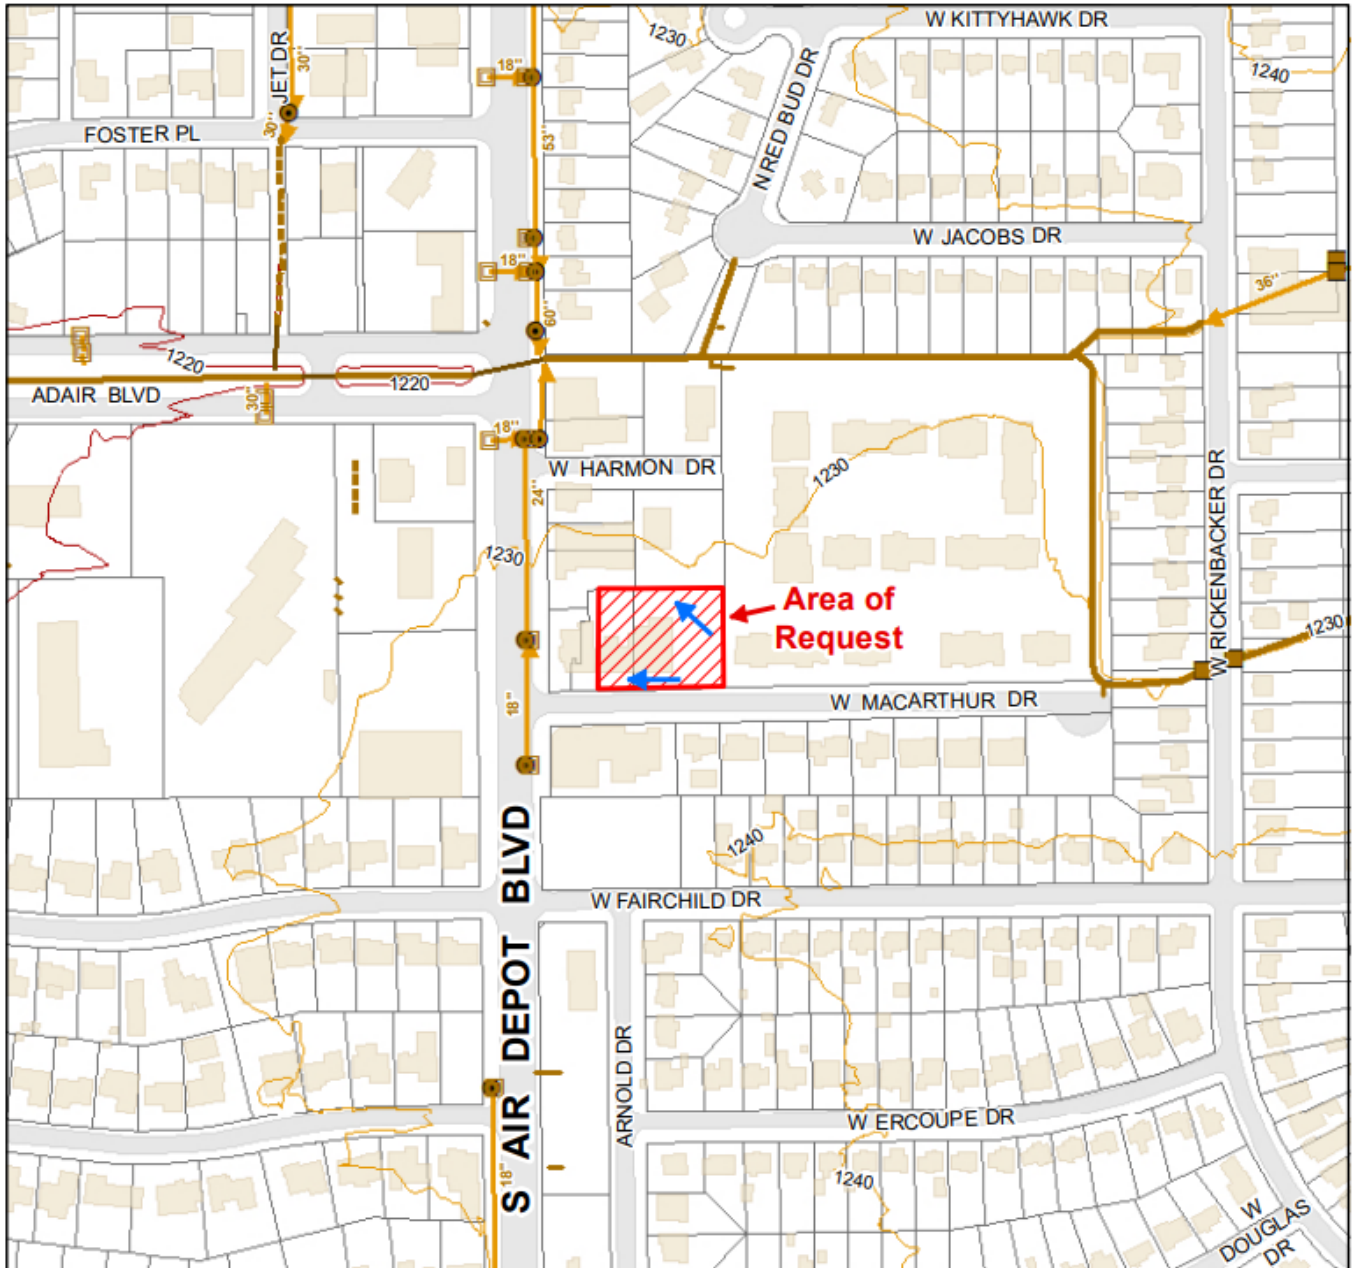 W KITTYHAWK DR
1230
JET DR
30"
18"
1240
30"
FOSTER PL
53"
N RED BUD DR
W JACOBS DR
18"
36"
60"
1220
1220
ADAIR BLVD
30"
18"
W HARMON DR
1230
24"
1230
W RICKENBACKER DR
Area of
Request
1230
18"
W MACARTHUR DR
1240
S AIR DEPOT BLVD
W FAIRCHILD DR
ARNOLD DR
W ERCOUPE DR
18"
1240
W
DOUGLAS
DR